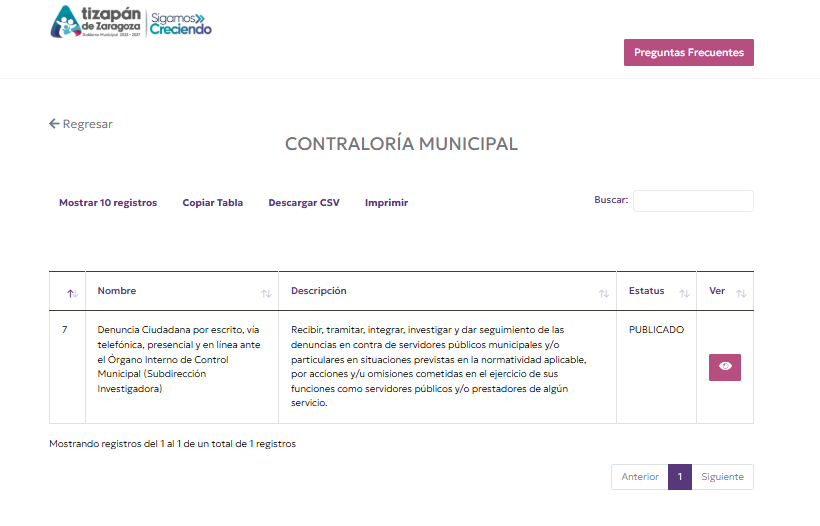 Atizapán
de Zaragoza
Gobierno Municipal 2025 - 2027
Sigamos
Creciendo
Preguntas Frecuentes
Regresar
CONTRALORÍA MUNICIPAL
Mostrar 10 registros Copiar Tabla Descargar CSV Imprimir Buscar:
Nombre Descripción Estatus Ver
7 Denuncia Ciudadana por escrito, vía Recibir, tramitar, integrar, investigar y dar seguimiento de las PUBLICADO
telefónica, presencial y en línea ante denuncias en contra de servidores públicos municipales y/o
el Órgano Interno de Control particulares en situaciones previstas en la normatividad aplicable,
Municipal (Subdirección por acciones y/u omisiones cometidas en el ejercicio de sus
Investigadora) funciones como servidores públicos y/o prestadores de algún
servicio.
Mostrando registros del 1 al 1 de un total de 1 registros
Anterior 1 Siguiente